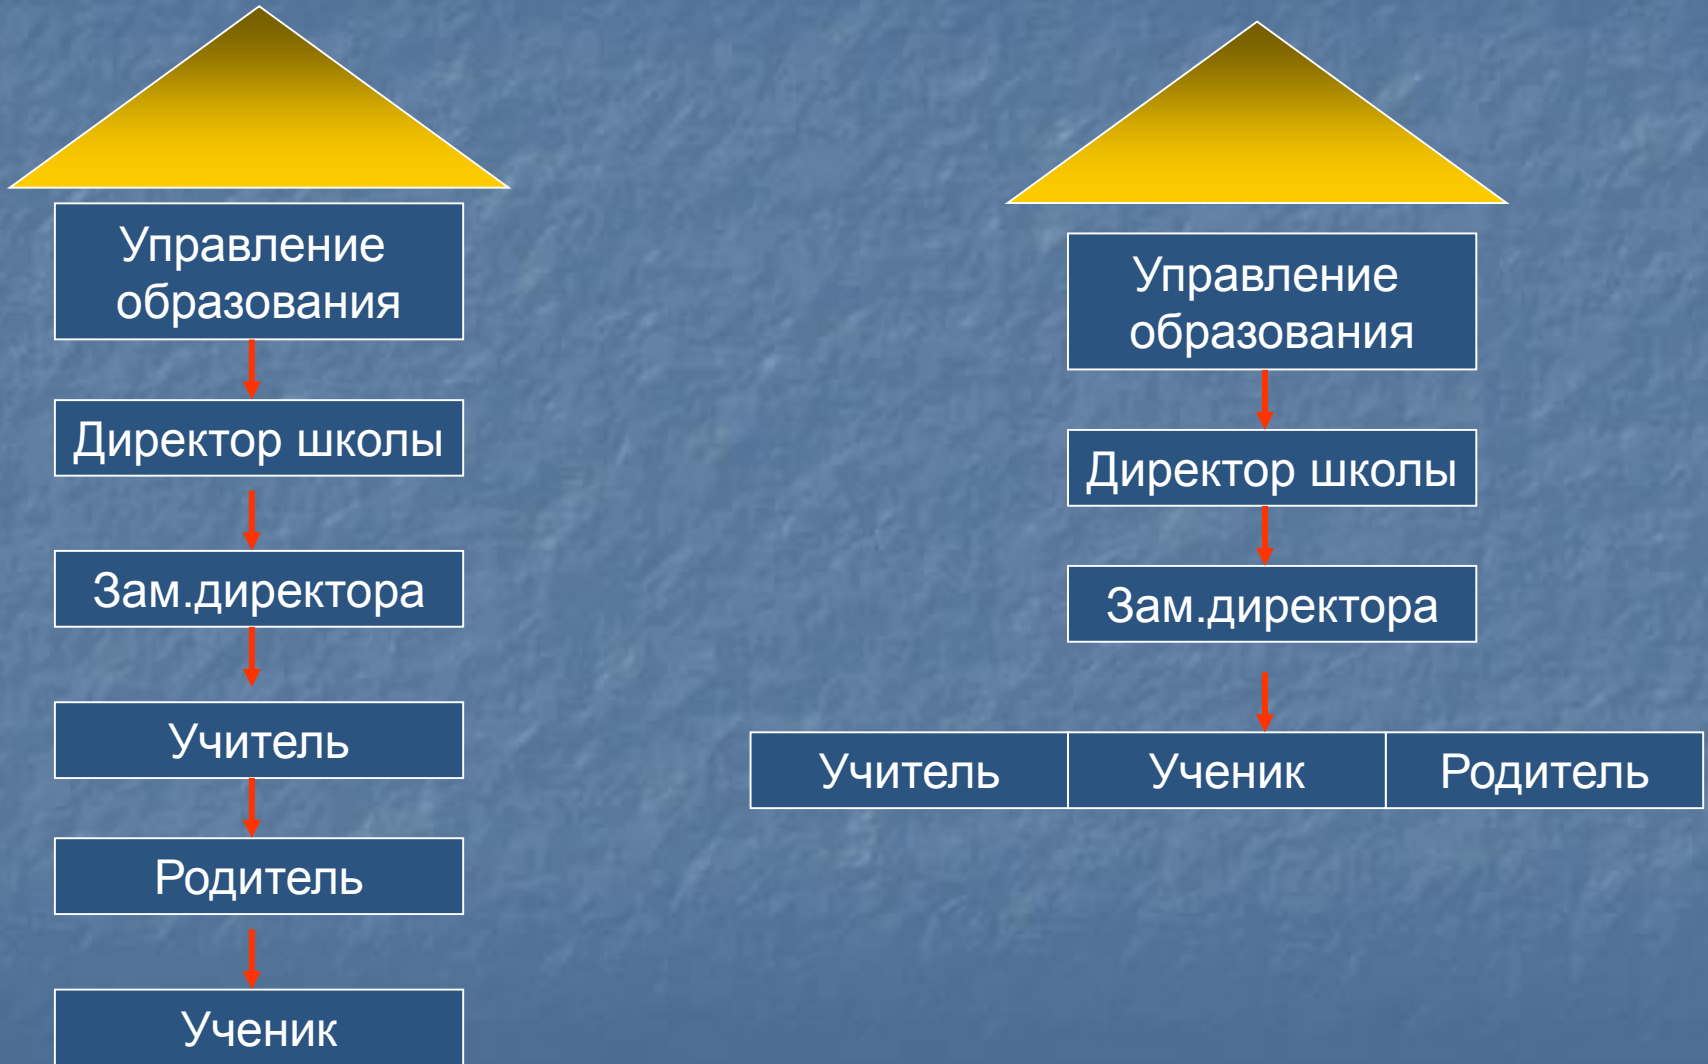 Управление
образования
Директор школы
Зам.директора
Учитель
Родитель
Ученик
Управление
образования
Директор школы
Зам.директора
Учитель Ученик Родитель